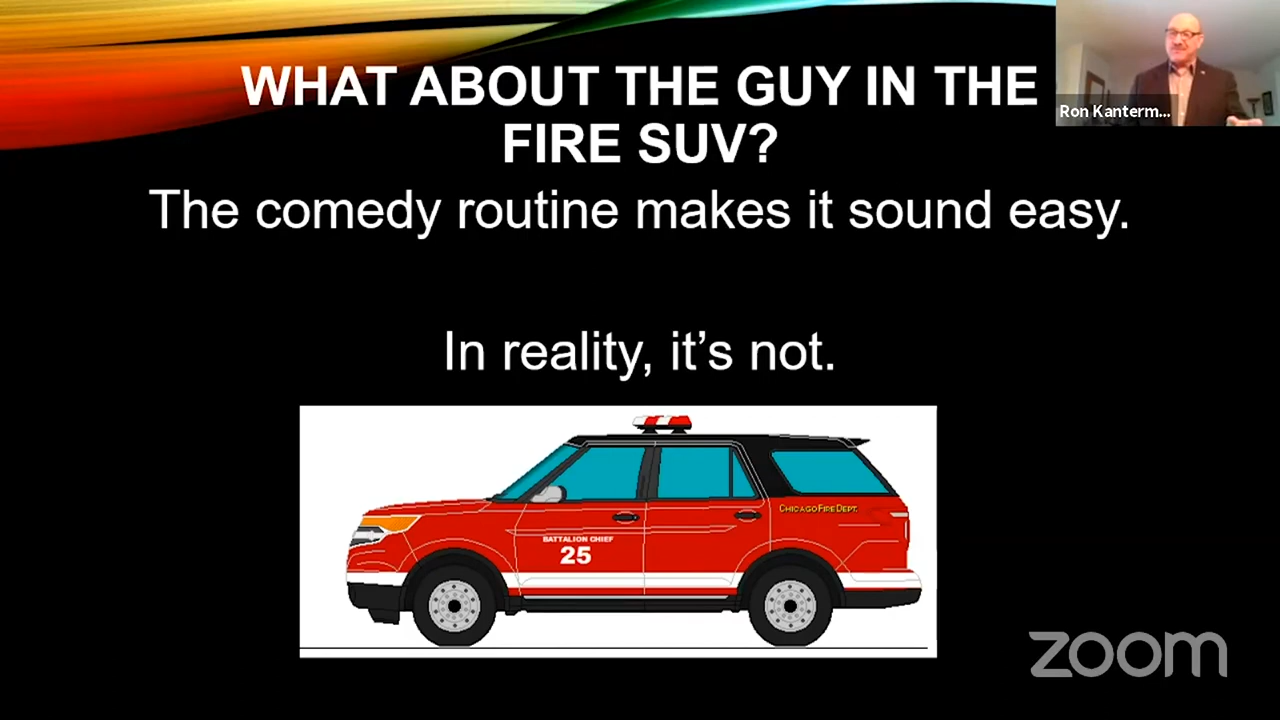 WHAT ABOUT THE GUY IN THE
FIRE SUV?
The comedy routine makes it sound easy.
In reality, it’s not.
Ron Kanterm...
CHICAGO FIRE DEPT.
BATTALION CHIEF
25
zoom